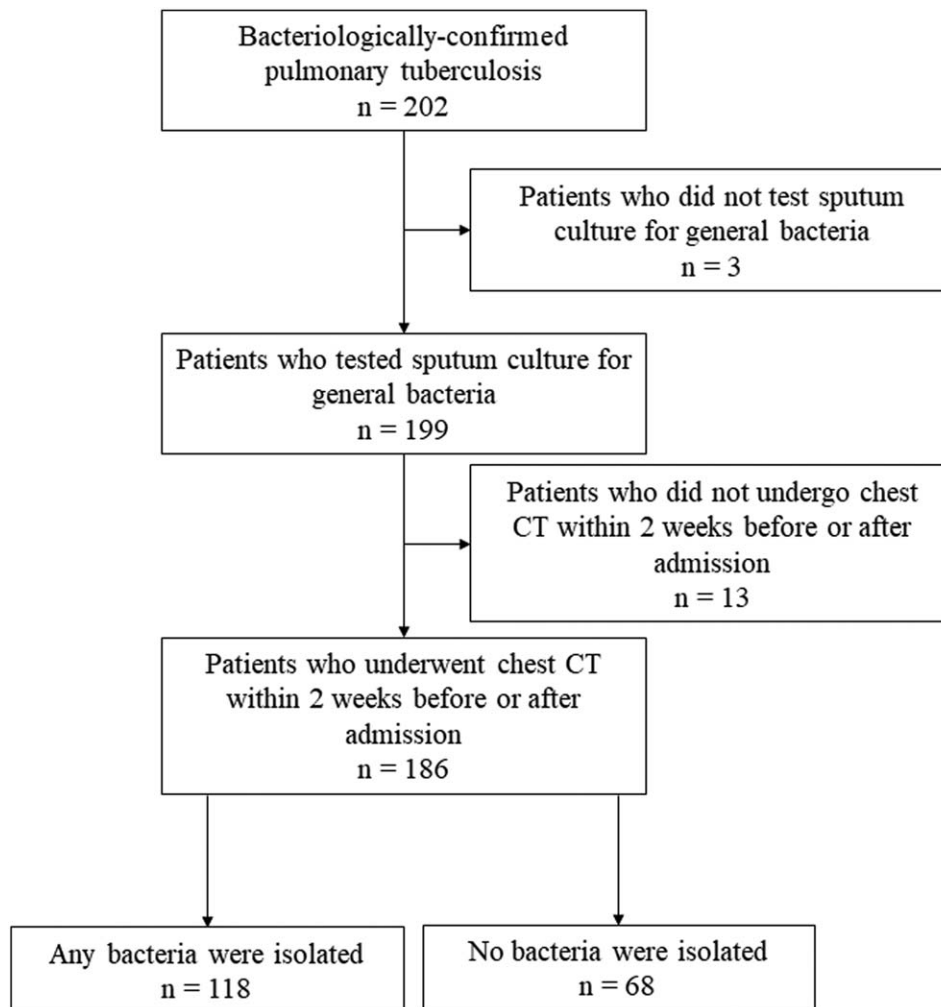 Bacteriologically-confirmed
pulmonary tuberculosis
n = 202
Patients who did not test sputum
culture for general bacteria
n = 3
Patients who tested sputum culture for
general bacteria
n = 199
Patients who did not undergo chest
CT within 2 weeks before or after
admission
n = 13
Patients who underwent chest CT
within 2 weeks before or after
admission
n = 186
Any bacteria were isolated
n = 118
No bacteria were isolated
n = 68